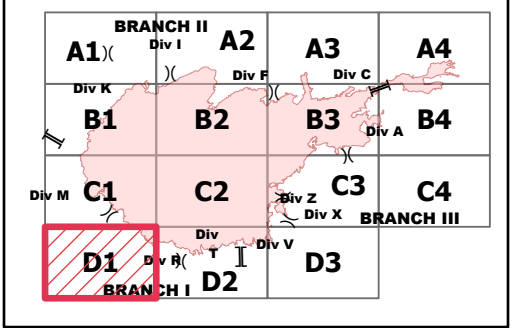 BRANCH II
A1 Div I A2 A3 A4
Div K Div F Div C
B1 B2 B3 Div A B4
Div M C1 C2 Div Z C3 C4
Div X BRANCH III
Div T Div V
D1 Div R D2 D3
BRANCH I